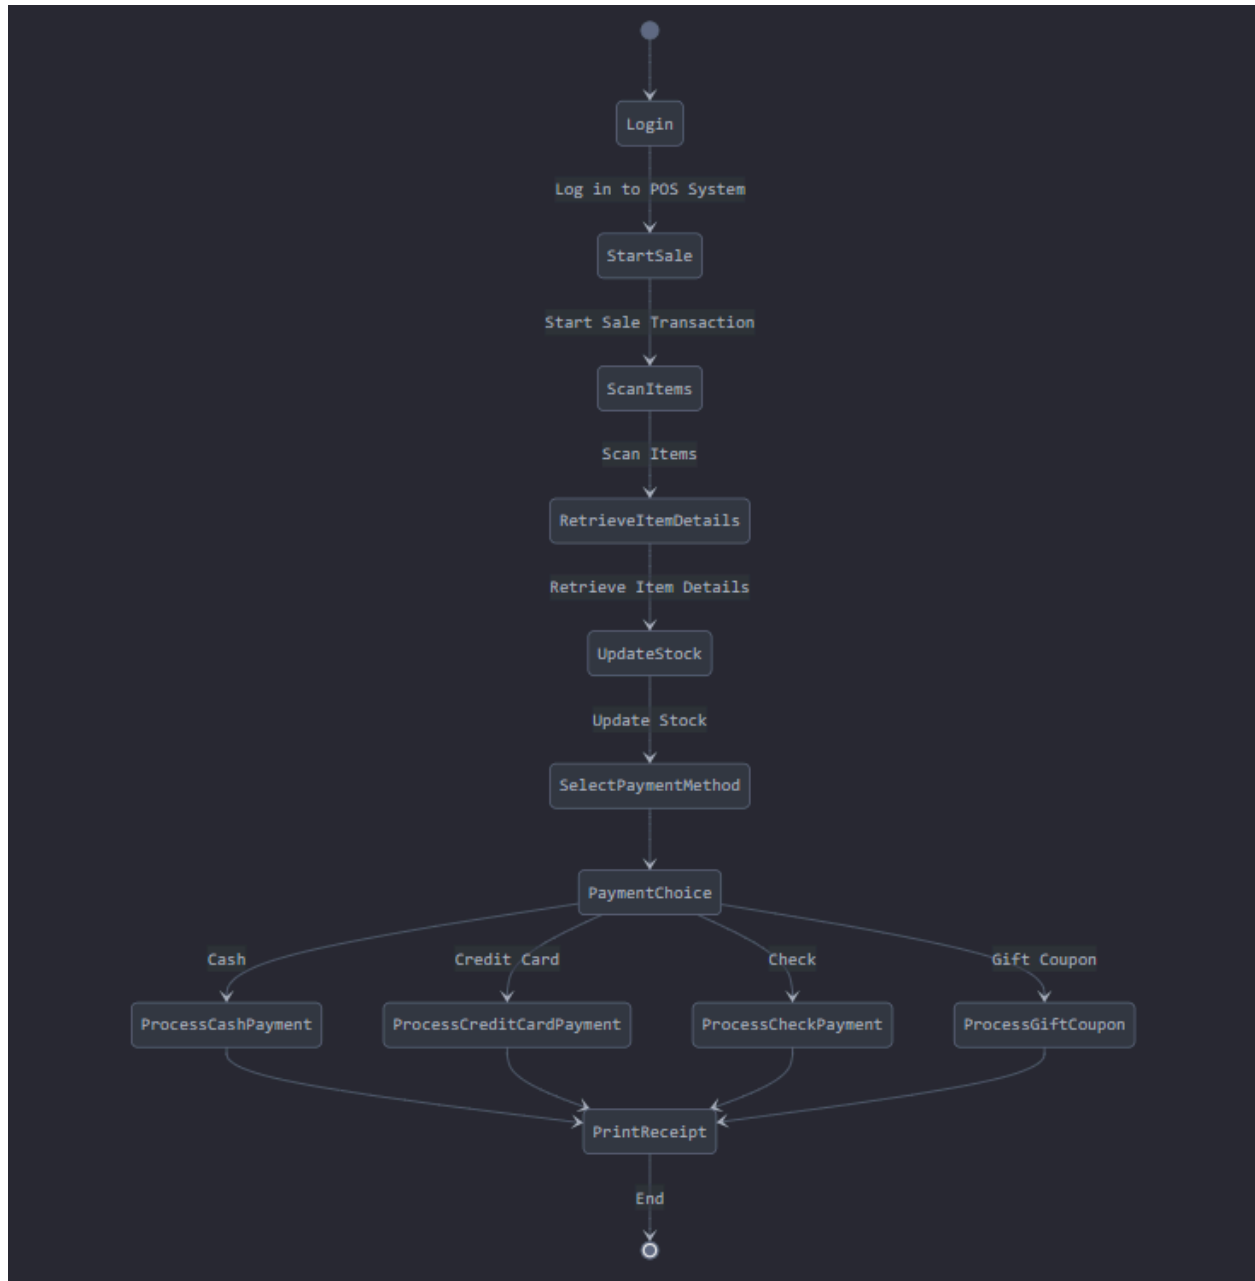 Login
Log in to POS System
StartSale
Start Sale Transaction
ScanItems
Scan Items
RetrieveItemDetails
Retrieve Item Details
UpdateStock
Update Stock
SelectPaymentMethod
PaymentChoice
Cash
Credit Card
Check
Gift Coupon
ProcessCashPayment
ProcessCreditCardPayment
ProcessCheckPayment
ProcessGiftCoupon
PrintReceipt
End